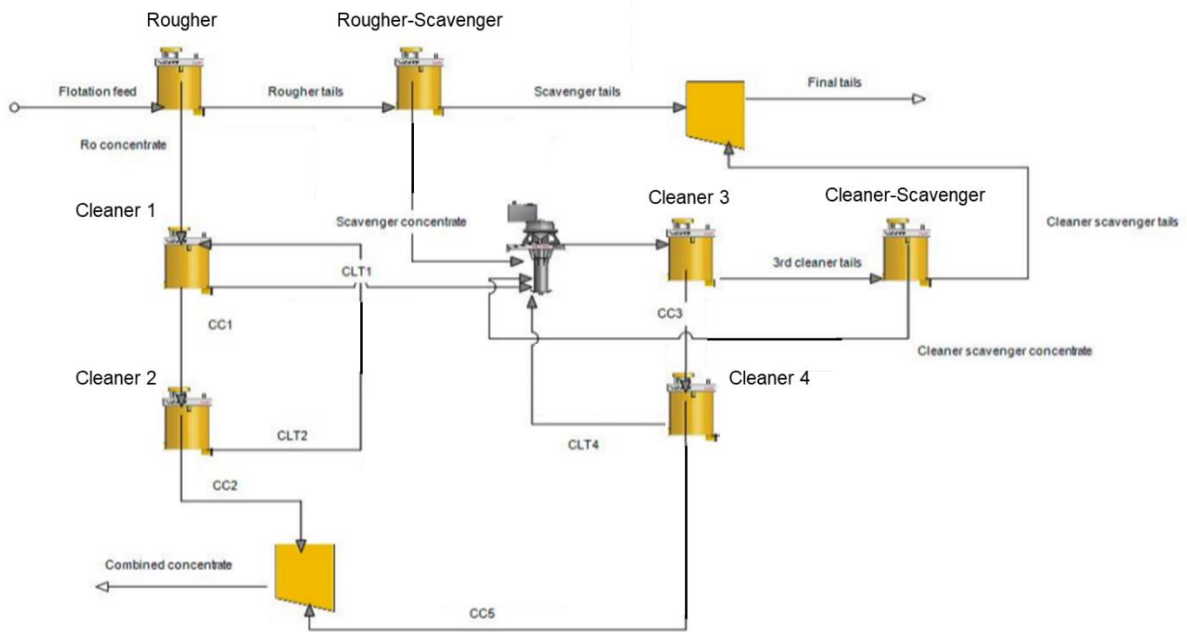 Rougher
Rougher-Scavenger
Flotation feed
Rougher tails
Scavenger tails
Final tails
Ro concentrate
Cleaner 1
Scavenger concentrate
Cleaner 3
Cleaner-Scavenger
Cleaner scavenger tails
CLT1
3rd cleaner tails
CC1
CC3
Cleaner scavenger concentrate
Cleaner 2
Cleaner 4
CLT2
CLT4
CC2
Combined concentrate
CC5